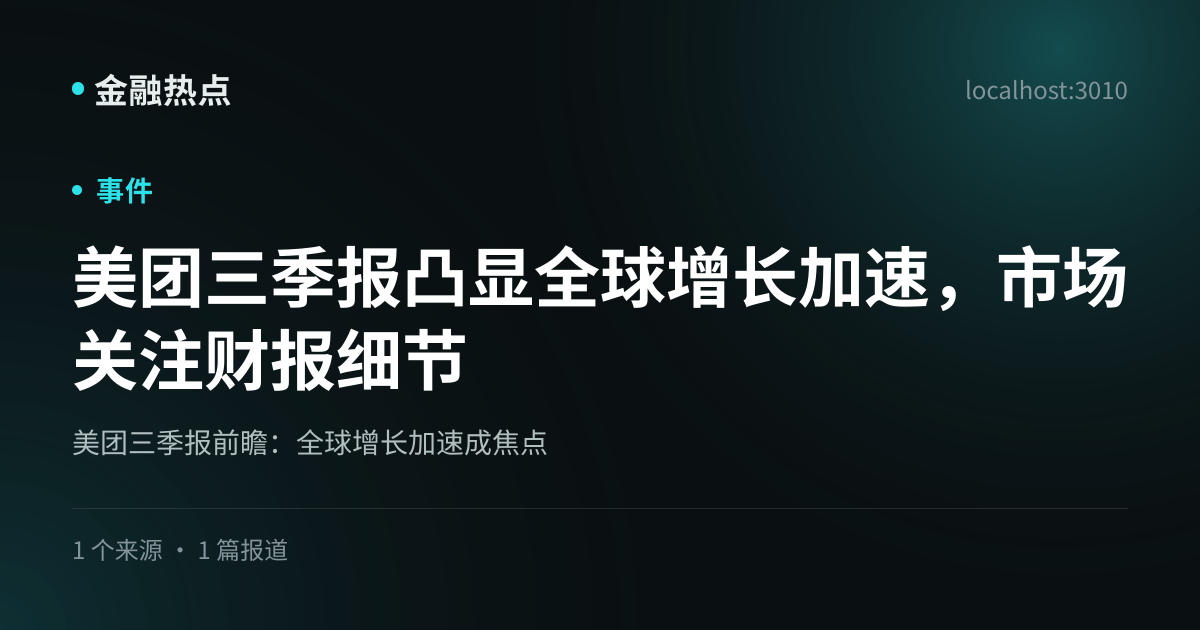 金融热点
localhost:3010
事件
美团三季报凸显全球增长加速，市场
关注财报细节
美团三季报前瞻：全球增长加速成焦点
1 个来源 · 1 篇报道